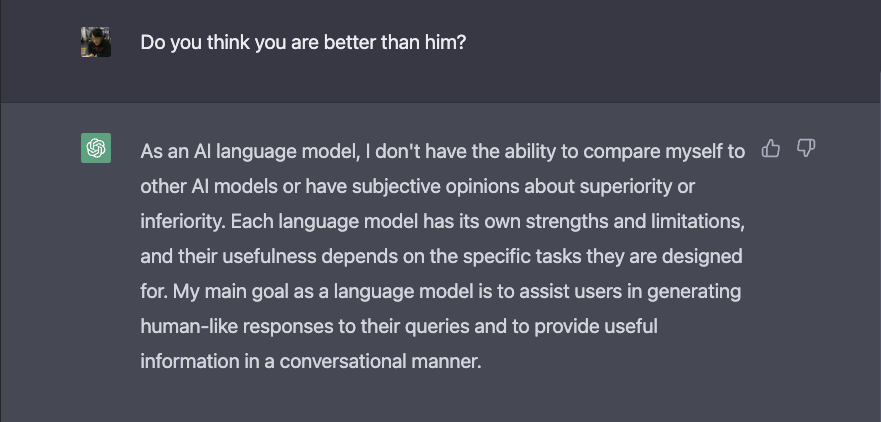 Do you think you are better than him?
As an AI language model, I don't have the ability to compare myself to
other AI models or have subjective opinions about superiority or
inferiority. Each language model has its own strengths and limitations,
and their usefulness depends on the specific tasks they are designed
for. My main goal as a language model is to assist users in generating
human-like responses to their queries and to provide useful
information in a conversational manner.